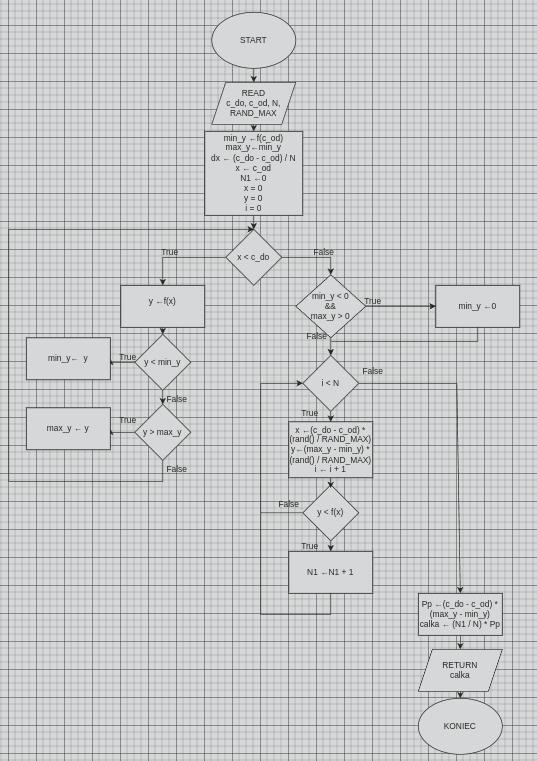 START
READ
c_do, c_od, N,
RAND_MAX
min_y ←f(c_od)
max_y←min_y
dx ← (c_do - c_od) / N
x ← c_od
N1 ←0
x = 0
y = 0
i = 0
x < c_do
True
False
y ←f(x)
min_y < 0
&&
max_y > 0
True
min_y ←0
False
min_y← y
True
y < min_y
False
max_y ← y
True
y > max_y
False
i < N
False
True
x ←(c_do - c_od) *
(rand() / RAND_MAX)
y←(max_y - min_y) *
(rand() / RAND_MAX)
i ← i + 1
y < f(x)
False
True
N1 ←N1 + 1
Pp ←(c_do - c_od) *
(max_y - min_y)
calka ← (N1 / N) * Pp
RETURN
calka
KONIEC